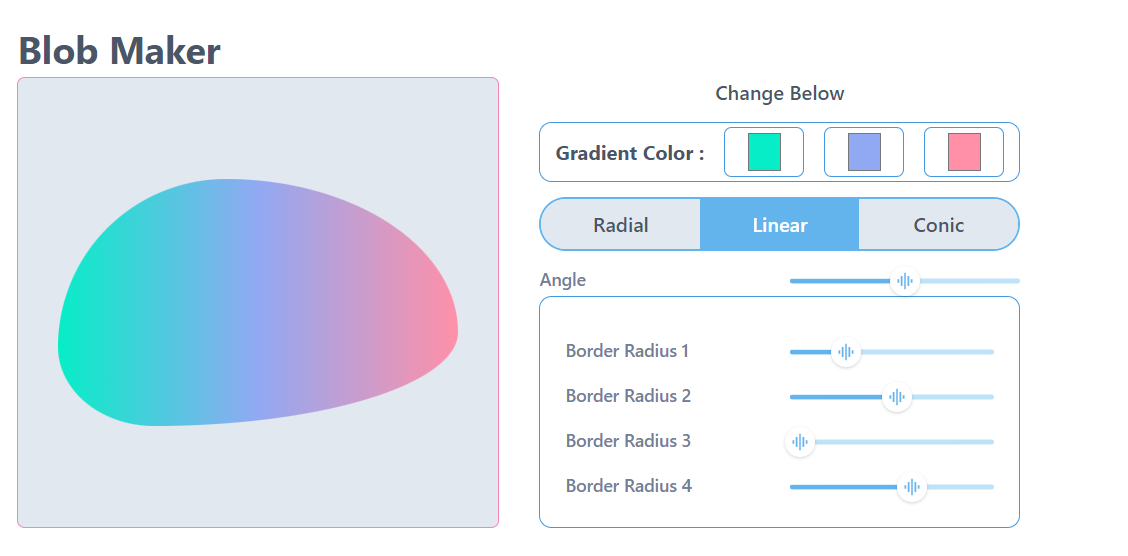 Blob Maker
Change Below
Gradient Color :
Radial Linear Conic
Angle
Border Radius 1
Border Radius 2
Border Radius 3
Border Radius 4